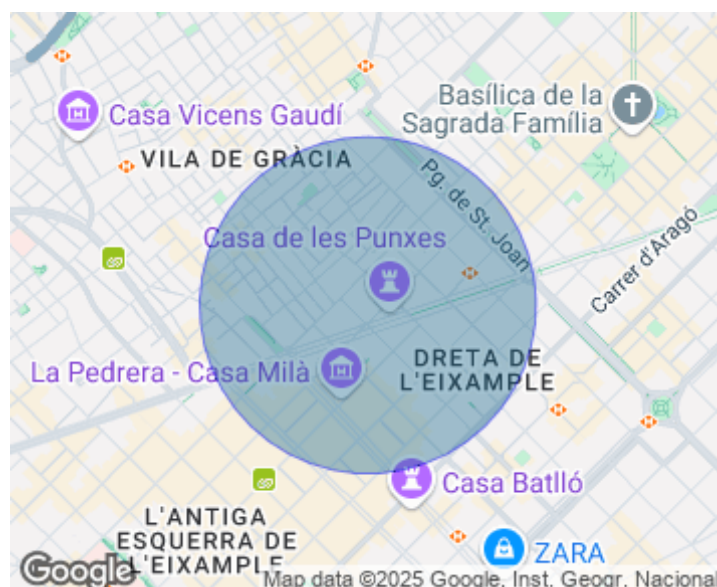 Basílica de la
Sagrada Família
Casa Vicens Gaudí
VILA DE GRÀCIA
Pg. de St. Joan
Casa de les Punxes
Carrer d'Aragó
La Pedrera - Casa Milà
DRETA DE
L'EIXAMPLE
Casa Batlló
L'ANTIGA
ESQUERRA DE
L'EIXAMPLE
ZARA
Google
Map data ©2025 Google, Inst. Geogr. Nacional